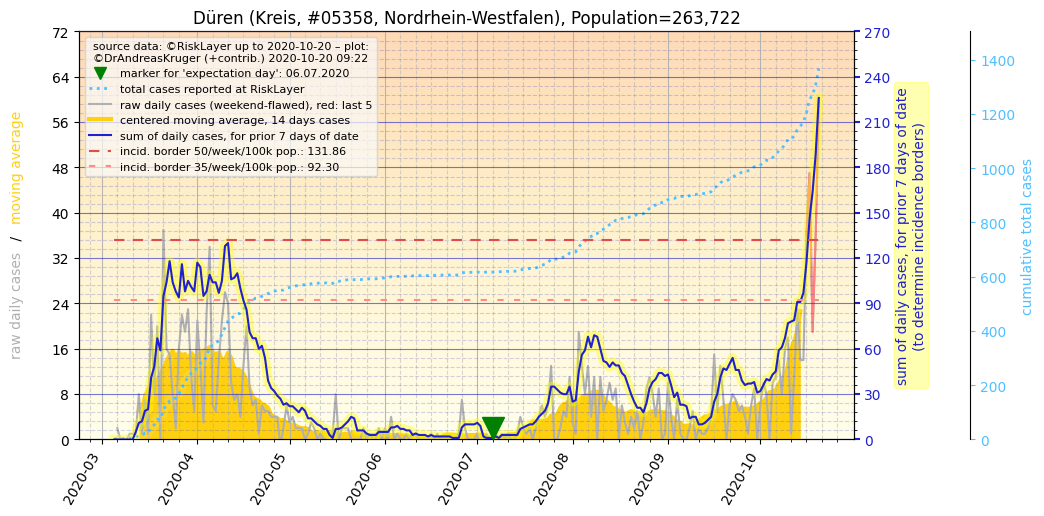 Düren (Kreis, #05358, Nordrhein-Westfalen), Population=263,722
source data: ©RiskLayer up to 2020-10-20 – plot:
©DrAndreasKruger (+contrib.) 2020-10-20 09:22
marker for 'expectation day': 06.07.2020
total cases reported at RiskLayer
raw daily cases (weekend-flawed), red: last 5
centered moving average, 14 days cases
sum of daily cases, for prior 7 days of date
incid. border 50/week/100k pop.: 131.86
incid. border 35/week/100k pop.: 92.30
raw daily cases / moving average
72
64
56
48
40
32
24
16
8
0
2020-03
2020-04
2020-05
2020-06
2020-07
2020-08
2020-09
2020-10
270
240
210
180
150
120
90
60
30
0
sum of daily cases, for prior 7 days of date
(to determine incidence borders)
1400
1200
1000
800
600
400
200
0
cumulative total cases